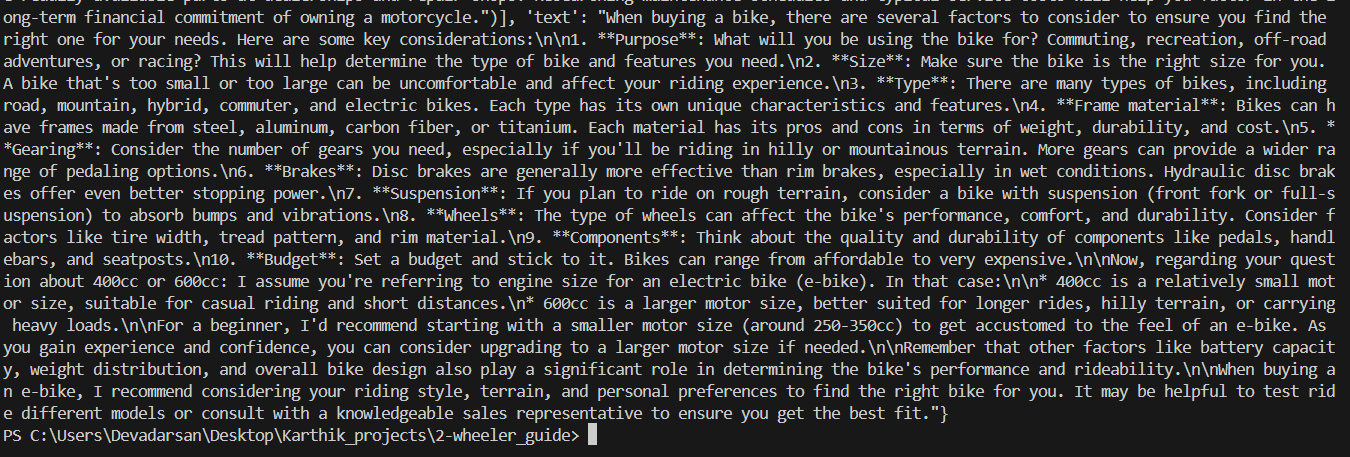 ong-term financial commitment of owning a motorcycle.")], 'text': "When buying a bike, there are several factors to consider to ensure you find the
right one for your needs. Here are some key considerations:\n\n1. **Purpose**: What will you be using the bike for? Commuting, recreation, off-road
adventures, or racing? This will help determine the type of bike and features you need.\n2. **Size**: Make sure the bike is the right size for you.
A bike that's too small or too large can be uncomfortable and affect your riding experience.\n3. **Type**: There are many types of bikes, including
road, mountain, hybrid, commuter, and electric bikes. Each type has its own unique characteristics and features.\n4. **Frame material**: Bikes can h
ave frames made from steel, aluminum, carbon fiber, or titanium. Each material has its pros and cons in terms of weight, durability, and cost.\n5. *
*Gearing**: Consider the number of gears you need, especially if you'll be riding in hilly or mountainous terrain. More gears can provide a wider ra
nge of pedaling options.\n6. **Brakes**: Disc brakes are generally more effective than rim brakes, especially in wet conditions. Hydraulic disc brak
es offer even better stopping power.\n7. **Suspension**: If you plan to ride on rough terrain, consider a bike with suspension (front fork or full-s
uspension) to absorb bumps and vibrations.\n8. **Wheels**: The type of wheels can affect the bike's performance, comfort, and durability. Consider f
actors like tire width, tread pattern, and rim material.\n9. **Components**: Think about the quality and durability of components like pedals, handl
ebars, and seatposts.\n10. **Budget**: Set a budget and stick to it. Bikes can range from affordable to very expensive.\n\nNow, regarding your quest
ion about 400cc or 600cc: I assume you're referring to engine size for an electric bike (e-bike). In that case:\n\n* 400cc is a relatively small mot
or size, suitable for casual riding and short distances.\n* 600cc is a larger motor size, better suited for longer rides, hilly terrain, or carrying
 heavy loads.\n\nFor a beginner, I'd recommend starting with a smaller motor size (around 250-350cc) to get accustomed to the feel of an e-bike. As
you gain experience and confidence, you can consider upgrading to a larger motor size if needed.\n\nRemember that other factors like battery capacit
y, weight distribution, and overall bike design also play a significant role in determining the bike's performance and rideability.\n\nWhen buying a
n e-bike, I recommend considering your riding style, terrain, and personal preferences to find the right bike for you. It may be helpful to test rid
e different models or consult with a knowledgeable sales representative to ensure you get the best fit."}
PS C:\Users\Devadarsan\Desktop\Karthik_projects\2-wheeler_guide>